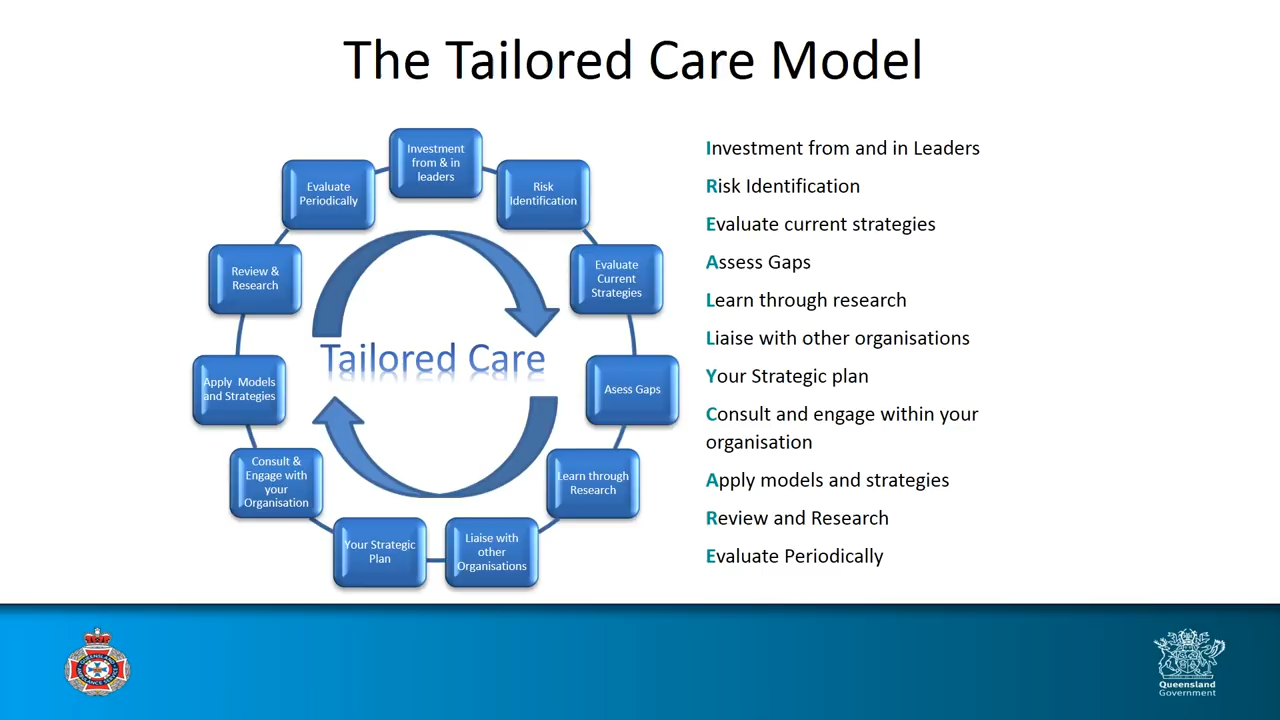 The Tailored Care Model
Investment
from & in
leaders
Risk
Identification
Evaluate
Current
Strategies
Asess Gaps
Learn through
Research
Liaise with
other
Organisations
Your Strategic
Plan
Consult &
Engage with
your
Organisation
Apply Models
and Strategies
Review &
Research
Evaluate
Periodically
Tailored Care
Investment from and in Leaders
Risk Identification
Evaluate current strategies
Assess Gaps
Learn through research
Liaise with other organisations
Your Strategic plan
Consult and engage within your
organisation
Apply models and strategies
Review and Research
Evaluate Periodically
Queensland
Government